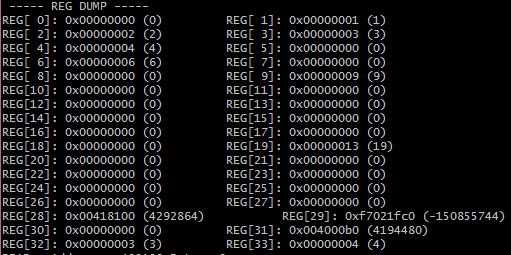 ----- REG DUMP -----
REG[ 0]: 0x00000000 (0) REG[ 1]: 0x00000001 (1)
REG[ 2]: 0x00000002 (2) REG[ 3]: 0x00000003 (3)
REG[ 4]: 0x00000004 (4) REG[ 5]: 0x00000000 (0)
REG[ 6]: 0x00000006 (6) REG[ 7]: 0x00000000 (0)
REG[ 8]: 0x00000000 (0) REG[ 9]: 0x00000009 (9)
REG[10]: 0x00000000 (0) REG[11]: 0x00000000 (0)
REG[12]: 0x00000000 (0) REG[13]: 0x00000000 (0)
REG[14]: 0x00000000 (0) REG[15]: 0x00000000 (0)
REG[16]: 0x00000000 (0) REG[17]: 0x00000000 (0)
REG[18]: 0x00000000 (0) REG[19]: 0x00000013 (19)
REG[20]: 0x00000000 (0) REG[21]: 0x00000000 (0)
REG[22]: 0x00000000 (0) REG[23]: 0x00000000 (0)
REG[24]: 0x00000000 (0) REG[25]: 0x00000000 (0)
REG[26]: 0x00000000 (0) REG[27]: 0x00000000 (0)
REG[28]: 0x00418100 (4292864) REG[29]: 0xf7021fc0 (-150855744)
REG[30]: 0x00000000 (0) REG[31]: 0x004000b0 (4194480)
REG[32]: 0x00000003 (3) REG[33]: 0x00000004 (4)